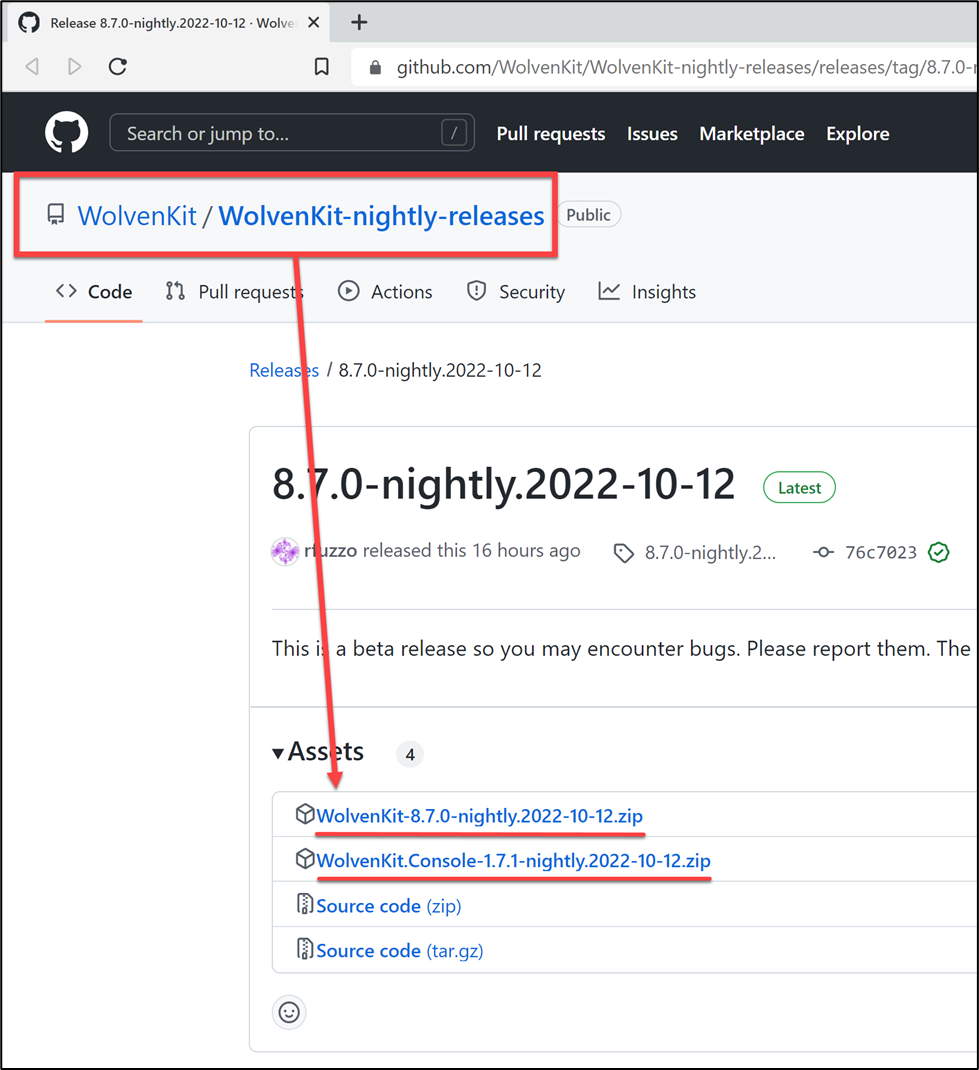 Release 8.7.0-nightly.2022-10-12 · Wolve
github.com/WolvenKit/WolvenKit-nightly-releases/releases/tag/8.7.0-
Search or jump to... / Pull requests Issues Marketplace Explore
WolvenKit / WolvenKit-nightly-releases Public
Code Pull requests Actions Security Insights
Releases / 8.7.0-nightly.2022-10-12
8.7.0-nightly.2022-10-12 Latest
rfuzzo released this 16 hours ago 8.7.0-nightly.2... 76c7023
This is a beta release so you may encounter bugs. Please report them. The
Assets 4
WolvenKit-8.7.0-nightly.2022-10-12.zip
WolvenKit.Console-1.7.1-nightly.2022-10-12.zip
Source code (zip)
Source code (tar.gz)